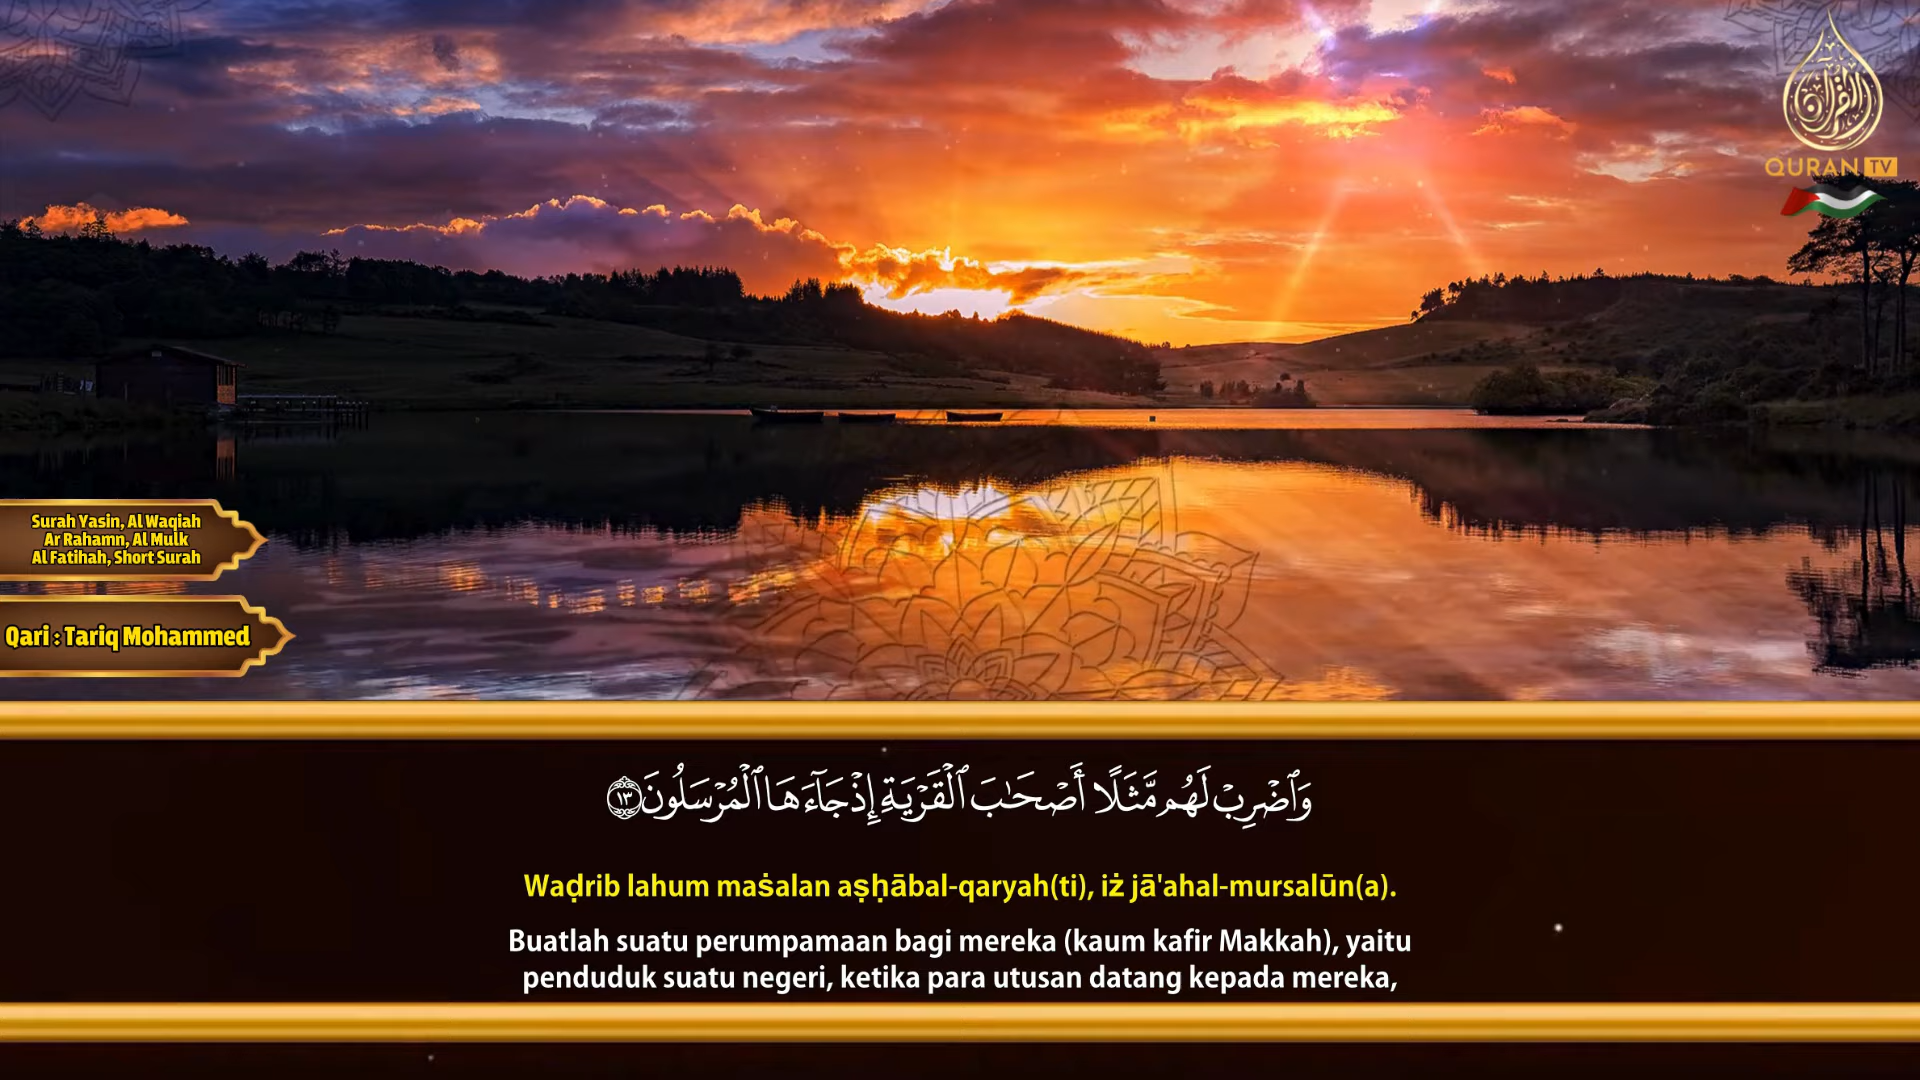 القرآن
QURAN TV
Surah Yasin, Al Waqiah
Ar Rahamn, Al Mulk
Al Fatihah, Short Surah
Qari : Tariq Mohammed
وَٱضْرِبْ لَهُم مَّثَلًا أَصْحَـٰبَ ٱلْقَرْيَةِ إِذْ جَآءَهَا ٱلْمُرْسَلُونَ ١٣
Waḍrib lahum maṡalan aṣḥābal-qaryah(ti), iż jā'ahal-mursalūn(a).
Buatlah suatu perumpamaan bagi mereka (kaum kafir Makkah), yaitu
penduduk suatu negeri, ketika para utusan datang kepada mereka,